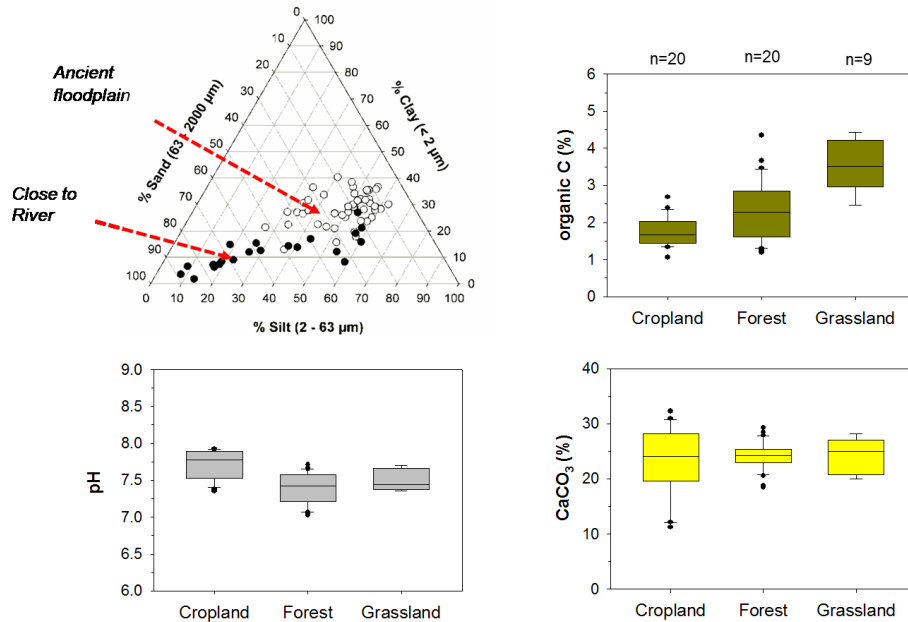 Ancient
floodplain
Close to
River
% Sand (63 - 2000 µm)
% Clay (< 2 µm)
% Silt (2 - 63 µm)
0
100
10
90
20
80
30
70
40
60
50
50
60
40
70
30
80
20
90
10
100
0
0 10 20 30 40 50 60 70 80 90 100
n=20 n=20 n=9
organic C (%)
6
5
4
3
2
1
0
Cropland Forest Grassland
pH
9.0
8.5
8.0
7.5
7.0
6.5
6.0
Cropland Forest Grassland
CaCO₃ (%)
40
30
20
10
0
Cropland Forest Grassland